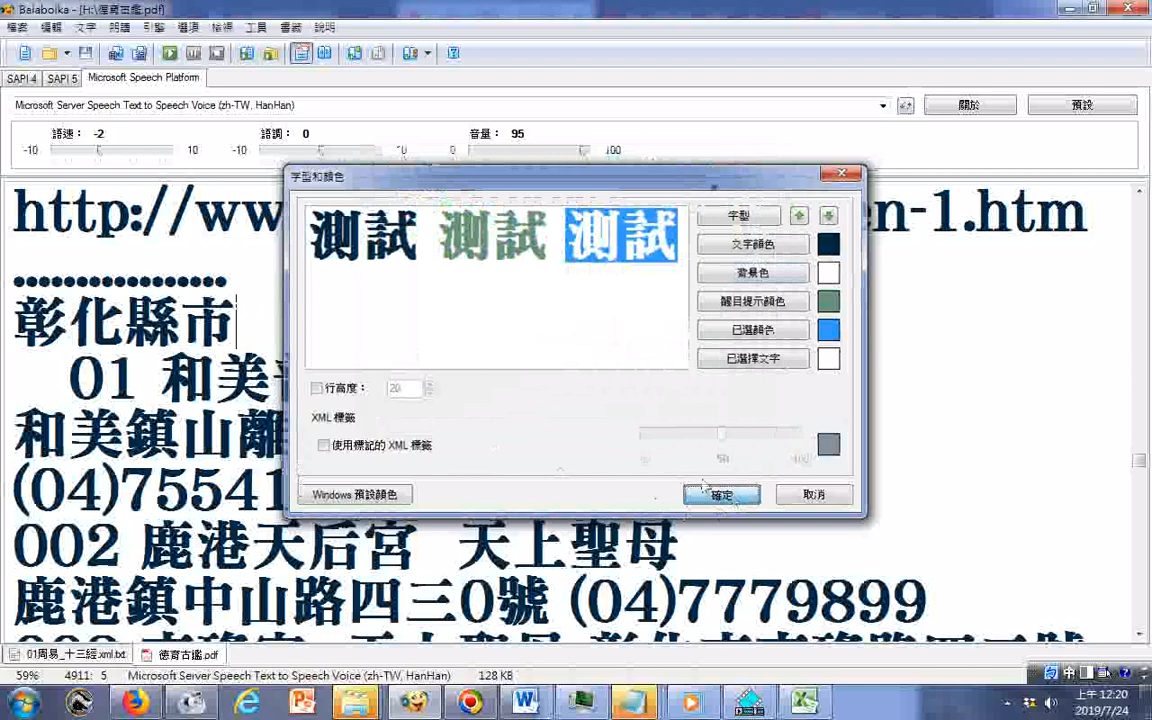 Balabolka - [H:\德育古鑑.pdf]
檔案 編輯 文字 朗讀 引擎 選項 檢視 工具 書籤 說明
SAPI 4 SAPI 5 Microsoft Speech Platform
Microsoft Server Speech Text to Speech Voice (zh-TW, HanHan) 關於 預設
語速： -2 語調： 0 音量： 95
-10 10 -10 10 0 100
http://ww
en-1.htm
彰化縣市
01 和美
和美鎮山
(04)75541
002 鹿港天后宮 天上聖母
鹿港鎮中山路四三0號 (04)7779899
字型和顏色
測試 測試 測試
字型
文字顏色
背景色
醒目提示顏色
已選顏色
已選擇文字
行高度： 20
XML 標籤
使用標記的 XML 標籤
50 100
Windows 預設顏色 確定 取消
01周易_十三經.xml.txt 德育古鑑.pdf
59% 4911: 5 Microsoft Server Speech Text to Speech Voice (zh-TW, HanHan) 128 KB
中
上午 12:20
2019/7/24